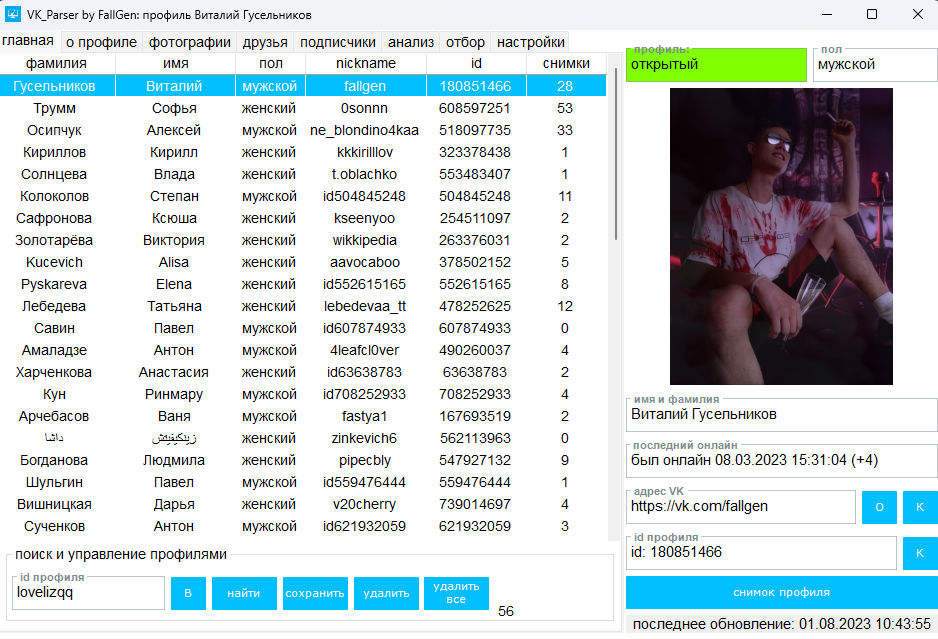 VK_Parser by FallGen: профиль Виталий Гусельников
главная о профиле фотографии друзья подписчики анализ отбор настройки
фамилия имя пол nickname id снимки
Гусельников Виталий мужской fallgen 180851466 28
Трумм Софья женский 0sonnn 608597251 53
Осипчук Алексей мужской ne_blondino4kaa 518097735 33
Кириллов Кирилл женский kkkirilllov 323378438 1
Солнцева Влада женский t.oblachko 553483407 1
Колоколов Степан мужской id504845248 504845248 11
Сафронова Ксюша женский kseenyoo 254511097 2
Золотарёва Виктория женский wikkipedia 263376031 2
Kucevich Alisa женский aavocaboo 378502152 5
Pyskareva Elena женский id552615165 552615165 8
Лебедева Татьяна женский lebedevaa_tt 478252625 12
Савин Павел мужской id607874933 607874933 0
Амаладзе Антон мужской 4leafcl0ver 490260037 4
Харченкова Анастасия женский id63638783 63638783 2
Кун Ринмару мужской id708252933 708252933 4
Арчебасов Ваня мужской fastya1 167693519 2
داشا женский zinkevich6 562113963 0
Богданова Людмила женский pipecbly 547927132 9
Шульгин Павел мужской id559476444 559476444 1
Вишницкая Дарья женский v20cherry 739014697 4
Сученков Антон мужской id621932059 621932059 3
поиск и управление профилями
id профиля
lovelizqq
В найти сохранить удалить удалить все
56
профиль:
открытый
пол
мужской
имя и фамилия
Виталий Гусельников
последний онлайн
был онлайн 08.03.2023 15:31:04 (+4)
адрес VK
https://vk.com/fallgen
О К
id профиля
id: 180851466
К
снимок профиля
последнее обновление: 01.08.2023 10:43:55